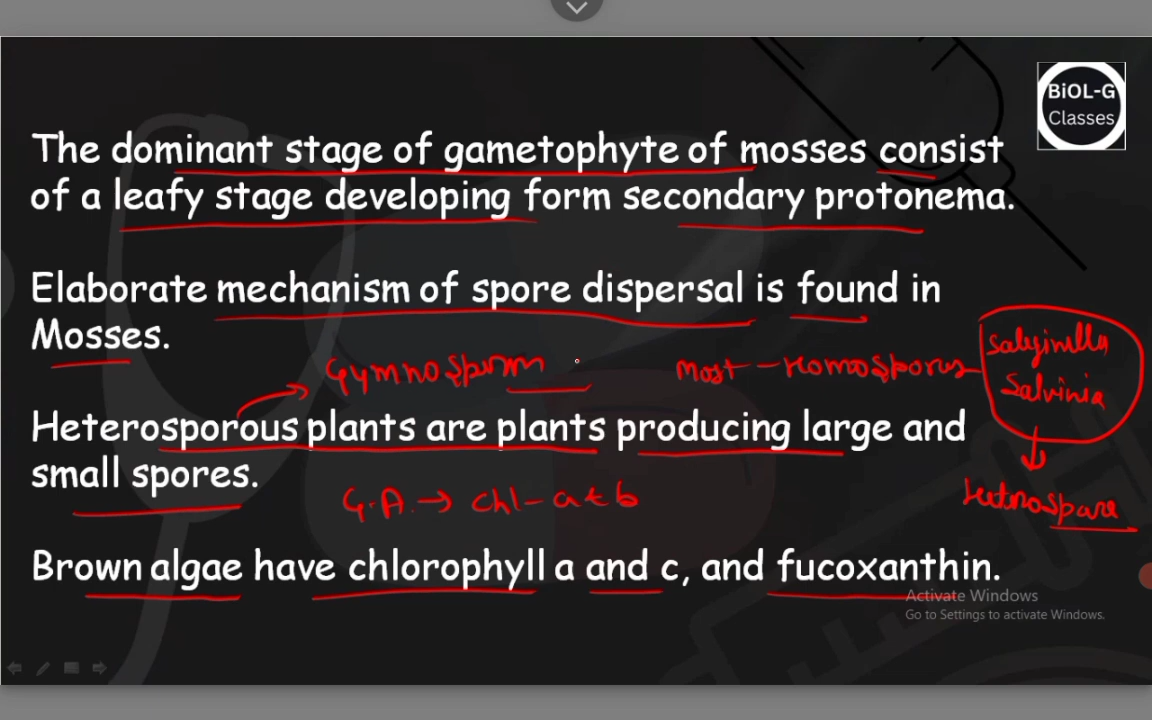 BiOL-G
Classes
The dominant stage of gametophyte of mosses consist
of a leafy stage developing form secondary protonema.
Elaborate mechanism of spore dispersal is found in
Mosses.
Gymnosperm
Most - Homosporus
Salvinia
Heterosporous plants are plants producing large and
small spores.
G.A. → chl - a & b
Brown algae have chlorophyll a and c, and fucoxanthin.
Activate Windows
Go to Settings to activate Windows.